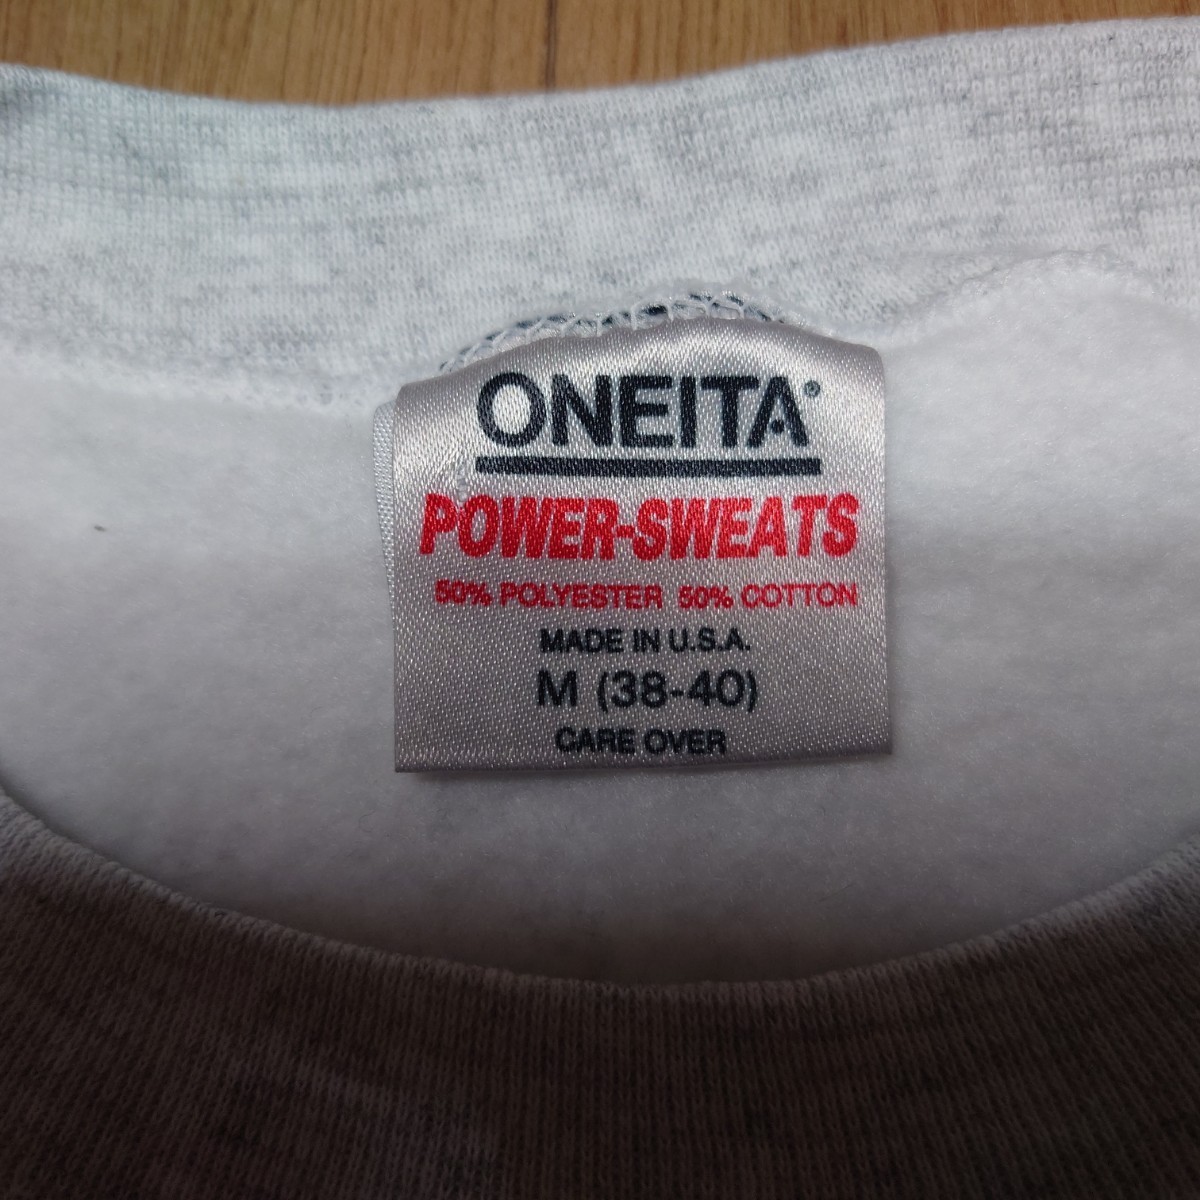 ONEITA®
POWER-SWEATS
50% POLYESTER 50% COTTON
MADE IN U.S.A.
M (38-40)
CARE OVER